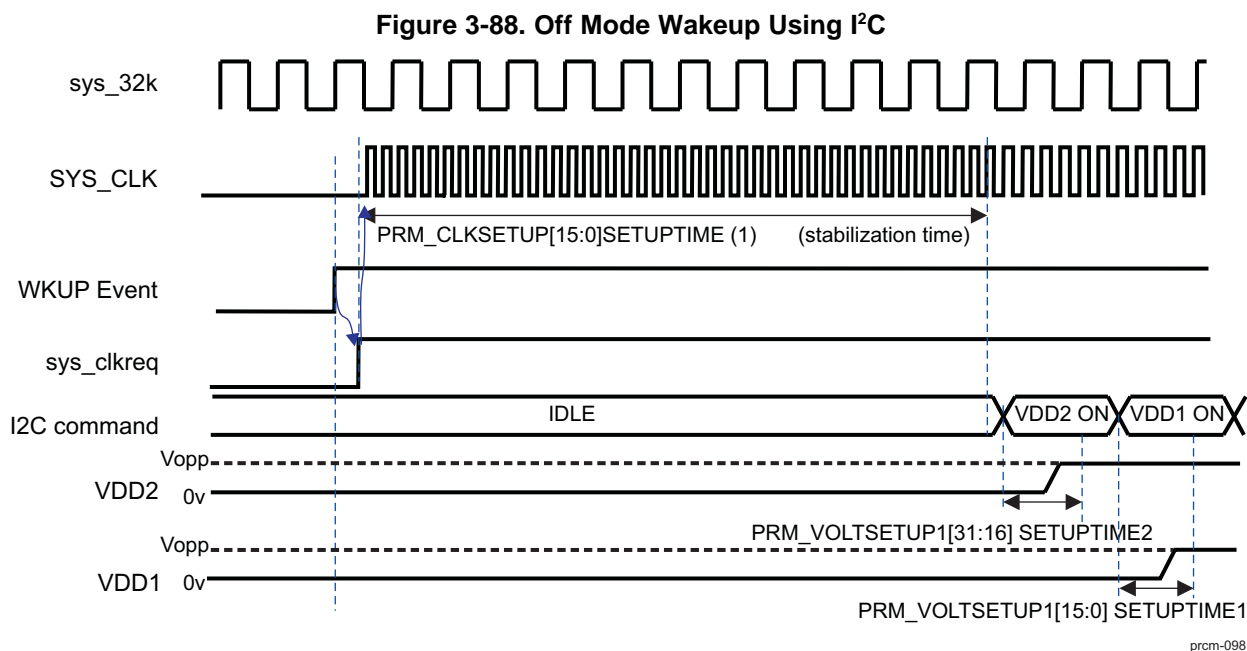 Figure 3-88. Off Mode Wakeup Using I²C
sys_32k
SYS_CLK
PRM_CLKSETUP[15:0]SETUPTIME (1) (stabilization time)
WKUP Event
sys_clkreq
I2C command
IDLE
VDD2 ON
VDD1 ON
Vopp
VDD2
0v
PRM_VOLTSETUP1[31:16] SETUPTIME2
Vopp
VDD1
0v
PRM_VOLTSETUP1[15:0] SETUPTIME1
prcm-098